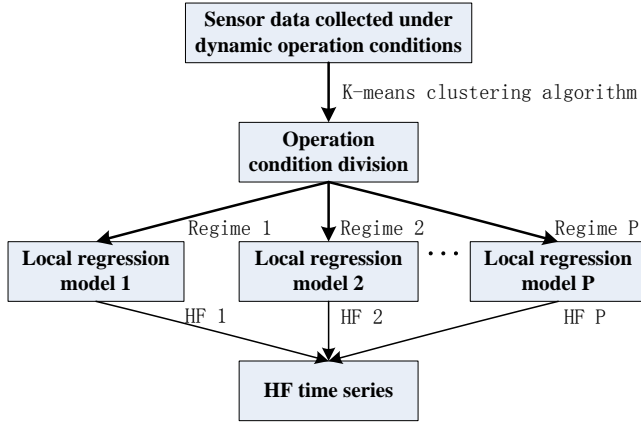 Sensor data collected under
dynamic operation conditions
K-means clustering algorithm
Operation
condition division
Regime 1
Regime 2
Regime P
Local regression
model 1
Local regression
model 2
...
Local regression
model P
HF 1
HF 2
HF P
HF time series